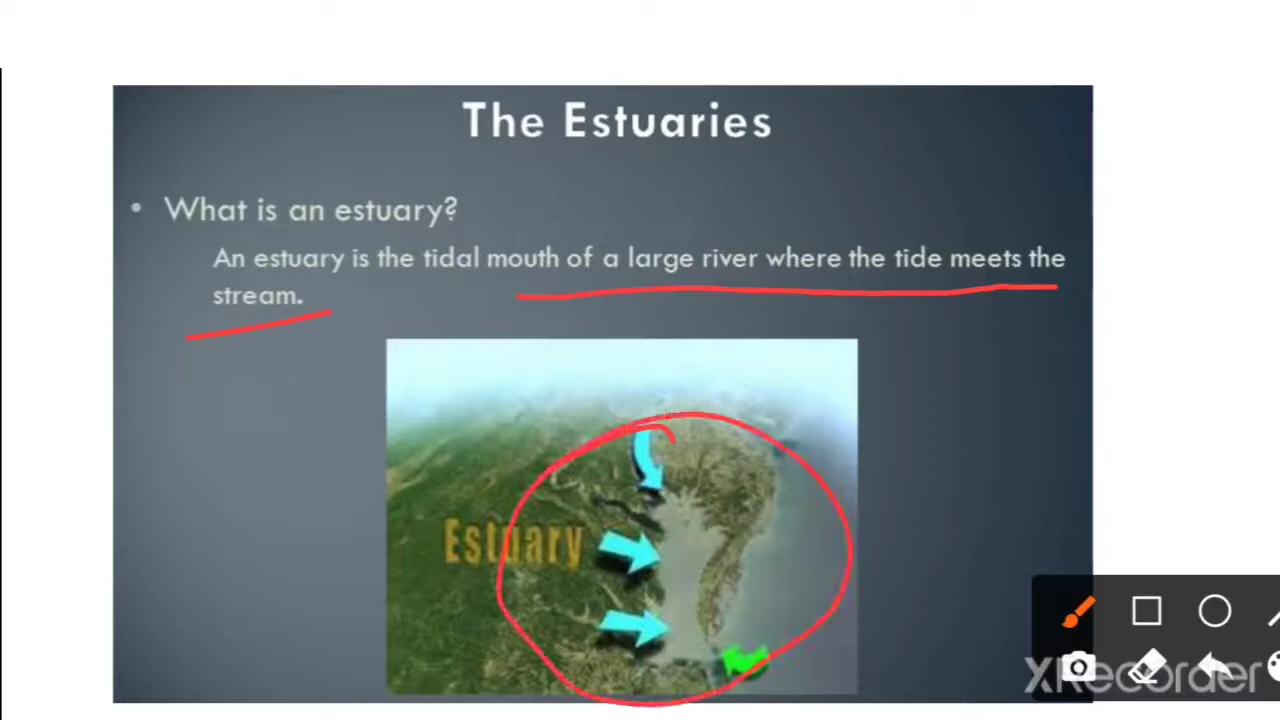 The Estuaries
• What is an estuary?
An estuary is the tidal mouth of a large river where the tide meets the
stream.
Estuary
XRecorder